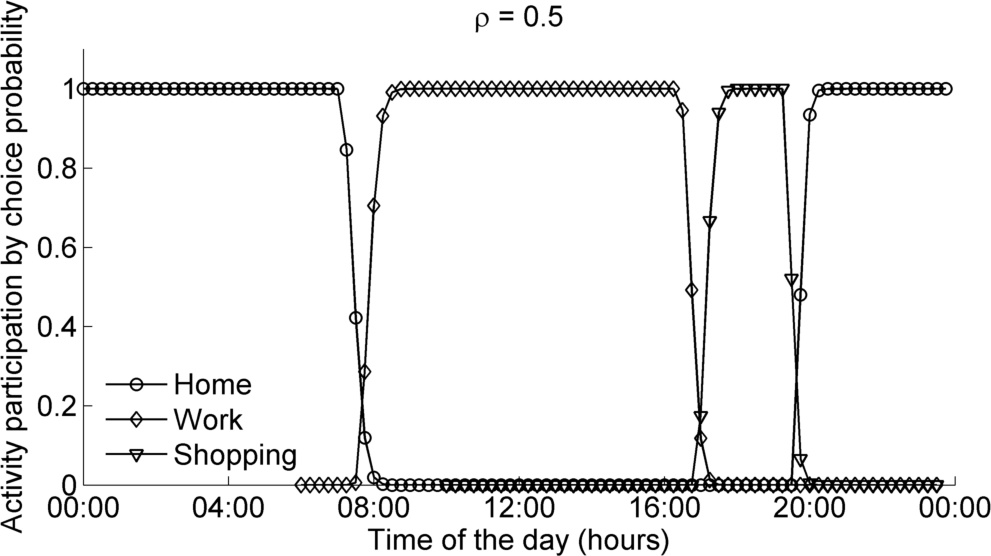 ρ = 0.5
Activity participation by choice probability
1
0.8
0.6
0.4
0.2
0
Home
Work
Shopping
00:00 04:00 08:00 12:00 16:00 20:00 00:00
Time of the day (hours)